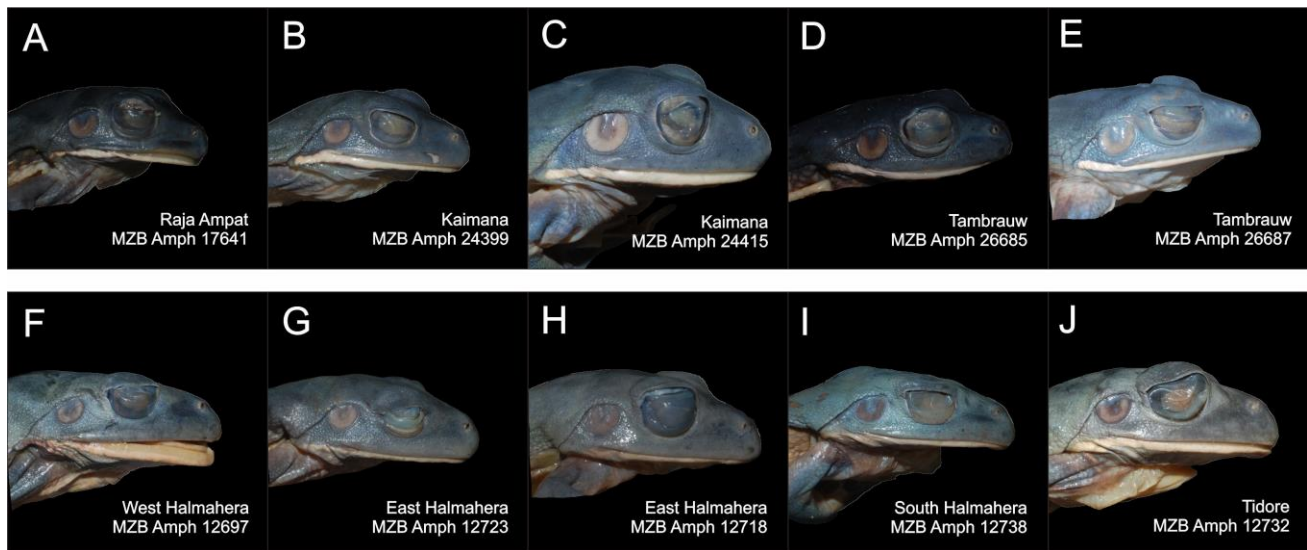 A
B
C
D
E
Raja Ampat
MZB Amph 17641
Kaimana
MZB Amph 24399
Kaimana
MZB Amph 24415
Tambrauw
MZB Amph 26685
Tambrauw
MZB Amph 26687
F
G
H
I
J
West Halmahera
MZB Amph 12697
East Halmahera
MZB Amph 12723
East Halmahera
MZB Amph 12718
South Halmahera
MZB Amph 12738
Tidore
MZB Amph 12732